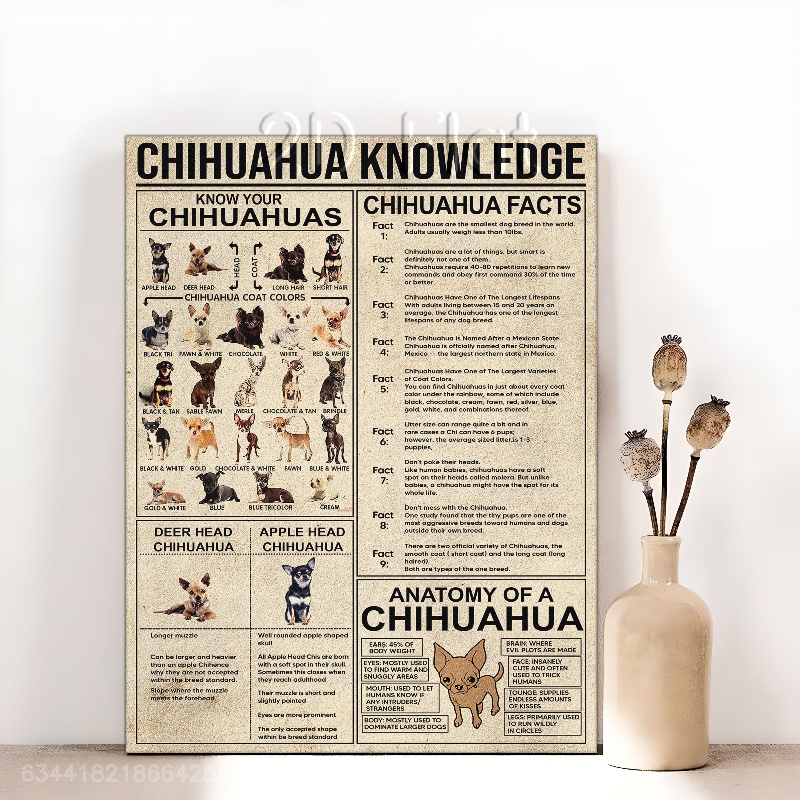 CHIHUAHUA KNOWLEDGE
KNOW YOUR
CHIHUAHUAS
APPLE HEAD
DEER HEAD
HEAD
COAT
LONG HAIR
SHORT HAIR
CHIHUAHUA COAT COLORS
BLACK TRI
FAWN & WHITE
CHOCOLATE
WHITE
RED & WHITE
BLACK & TAN
SABLE FAWN
MERLE
CHOCOLATE & TAN
BRINDLE
BLACK & WHITE
GOLD
CHOCOLATE & WHITE
FAWN
BLUE & WHITE
GOLD & WHITE
BLUE
BLUE TRICOLOR
CREAM
DEER HEAD
CHIHUAHUA
Longer muzzle
Can be larger and heavier
than an apple Chihence
why they are not accepted
within the breed standard.
Slope where the muzzle
meets the forehead
APPLE HEAD
CHIHUAHUA
Well rounded apple shaped
skull
All Apple Head Chis are born
with a soft spot in their skull.
Sometimes this closes when
they reach adulthood
Their muzzle is short and
slightly pointed
Eyes are more prominent
The only accepted shape
within be breed standard
CHIHUAHUA FACTS
Fact
1:
Chihuahuas are the smallest dog breed in the world.
Adults usually weigh less than 10lbs.
Fact
2:
Chihuahuas are a lot of things, but smart is
definitely not one of them.
Chihuahuas require 40-80 repetitions to learn new
commands and obey first command 30% of the time
or better.
Fact
3:
Chihuahuas Have One of The Longest Lifespans
With adults living between 15 and 20 years on
average, the Chihuahua has one of the longest
lifespans of any dog breed.
Fact
4:
The Chihuahua is Named After a Mexican State.
Chihuahua is offcially named after Chihuahua,
Mexico -- the largest northern state in Mexico.
Fact
5:
Chihuahuas Have One of The Largest Varieties
of Coat Colors.
You can find Chihuahuas in just about every coat
color under the rainbow, some of which include
black, chocolate, cream, fawn, red, silver, blue,
gold, white, and combinations thereof.
Fact
6:
Litter size can range quite a bit and in
rare cases a Chi can have 6 pups;
however, the average sized litter is 1-3
puppies,
Fact
7:
Don't poke their heads.
Like human babies, chihuahuas have a soft
spot on their heads called molera. But unlike
babies, a chihuahua might have the spot for its
whole life.
Fact
8:
Don't mess with the Chihuahua.
One study found that the tiny pups are one of the
most aggressive breeds toward humans and dogs
outside their own breed.
Fact
9:
There are two official variety of Chihuahuas, the
smooth coat ( short coat) and the long coat (long
haired).
Both are types of the one breed.
ANATOMY OF A
CHIHUAHUA
EARS: 45% OF
BODY WEIGHT
EYES: MOSTLY USED
TO FIND WARM AND
SNUGGLY AREAS
MOUTH: USED TO LET
HUMANS KNOW IF
ANY INTRUDERS/
STRANGERS
BODY: MOSTLY USED TO
DOMINATE LARGER DOGS
BRAIN: WHERE
EVIL PLOTS ARE MADE
FACE: INSANELY
CUTE AND OFTEN
USED TO TRICK
HUMANS
TOUNGE: SUPPLIES
ENDLESS AMOUNTS
OF KISSES
LEGS: PRIMARILY USED
TO RUN WILDLY
IN CIRCLES